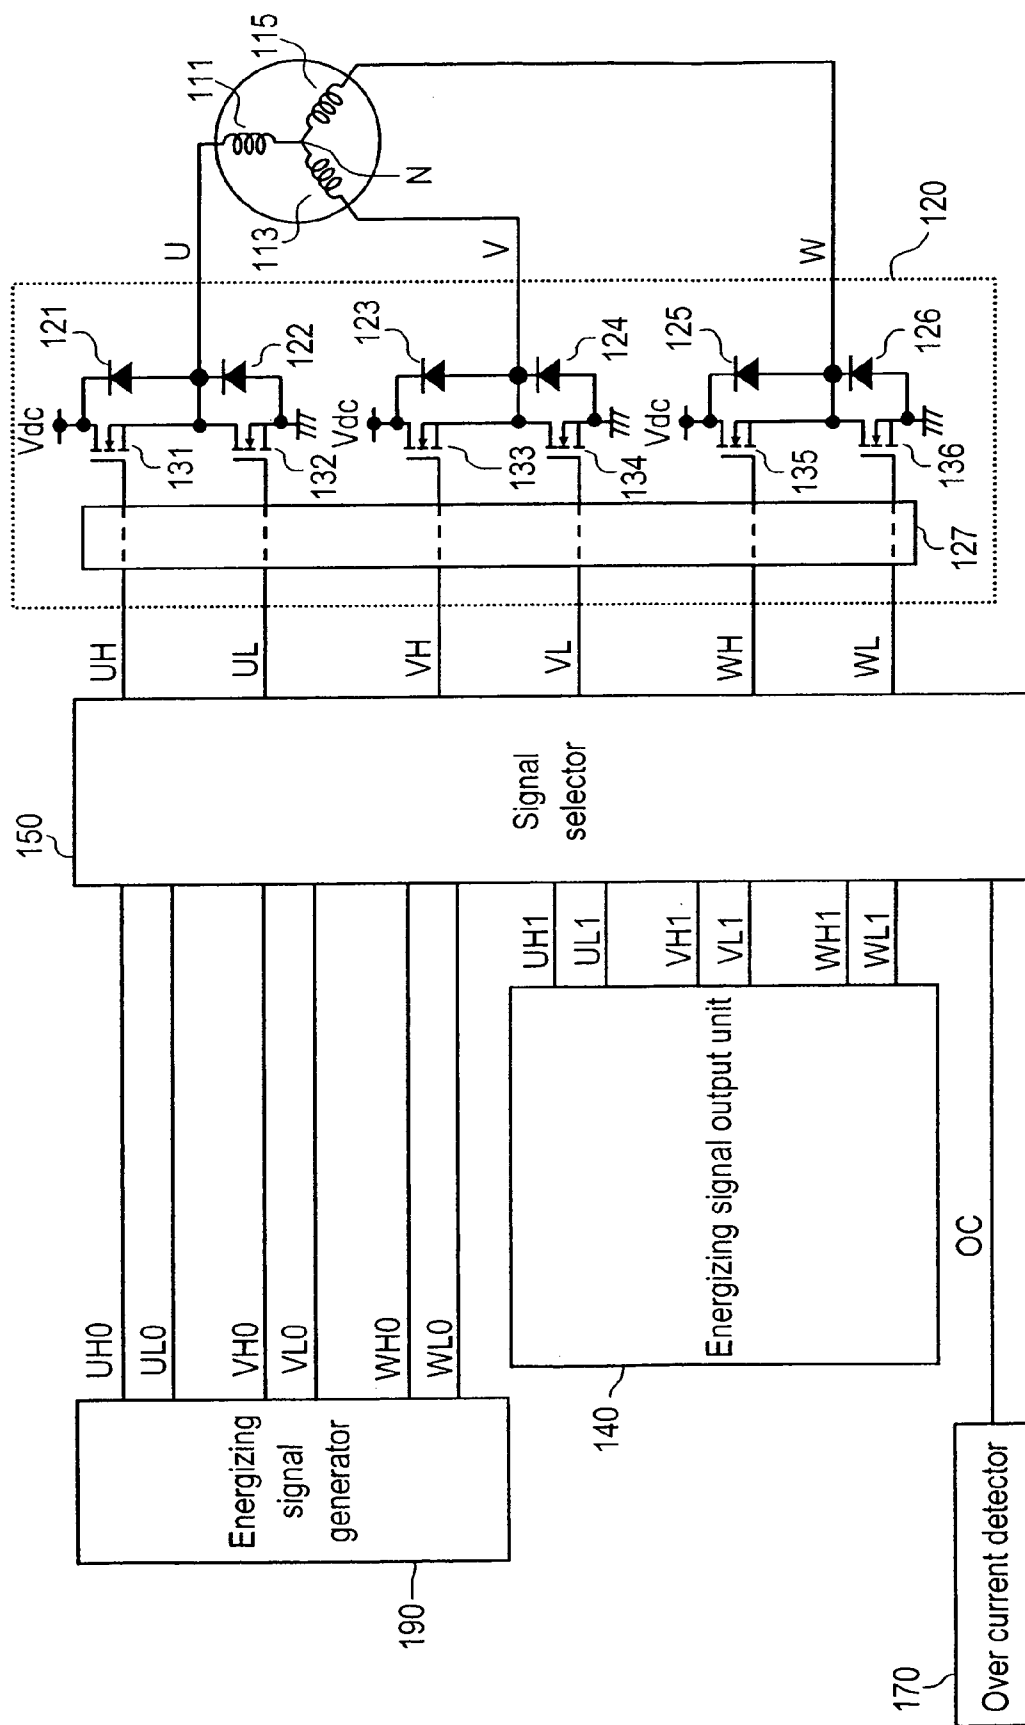 111
115
N
113
U
V
W
120
Vdc
121
122
131
132
Vdc
123
124
133
134
Vdc
125
126
135
136
127
UH
UL
VH
VL
WH
WL
150
Signal
selector
UH0
UL0
VH0
VL0
WH0
WL0
Energizing
signal
generator
190
UH1
UL1
VH1
VL1
WH1
WL1
Energizing signal output unit
140
OC
Over current detector
170